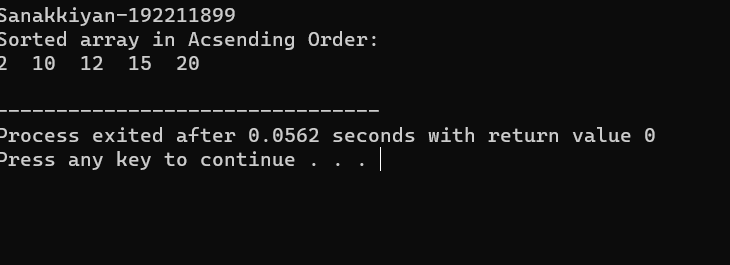 Sanakkiyan-192211899
Sorted array in Acsending Order:
2  10  12  15  20
--------------------------------
Process exited after 0.0562 seconds with return value 0
Press any key to continue . . .